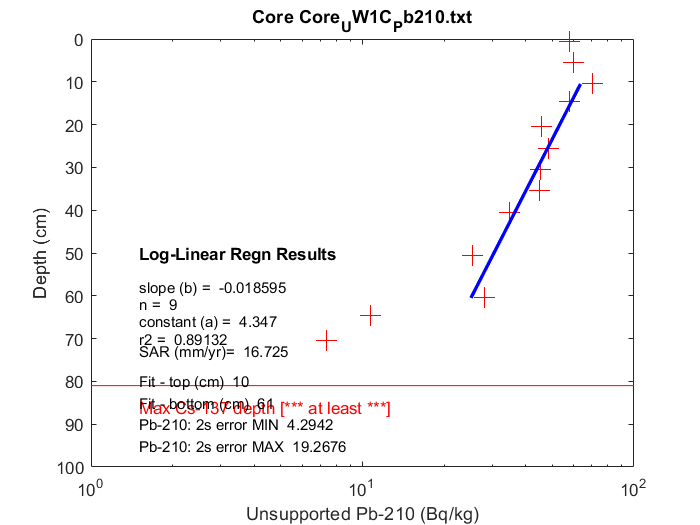 Core Core_UW1C_Pb210.txt
0
10
20
30
40
50
60
70
80
90
100
Depth (cm)
Log-Linear Regn Results
slope (b) = -0.018595
n = 9
constant (a) = 4.347
r2 = 0.89132
SAR (mm/yr)= 16.725
Fit - top (cm) 10
Fit - bottom (cm) 61
Max Cs-137 depth [*** at least ***]
Pb-210: 2s error MIN 4.2942
Pb-210: 2s error MAX 19.2676
10^0
10^1
10^2
Unsupported Pb-210 (Bq/kg)